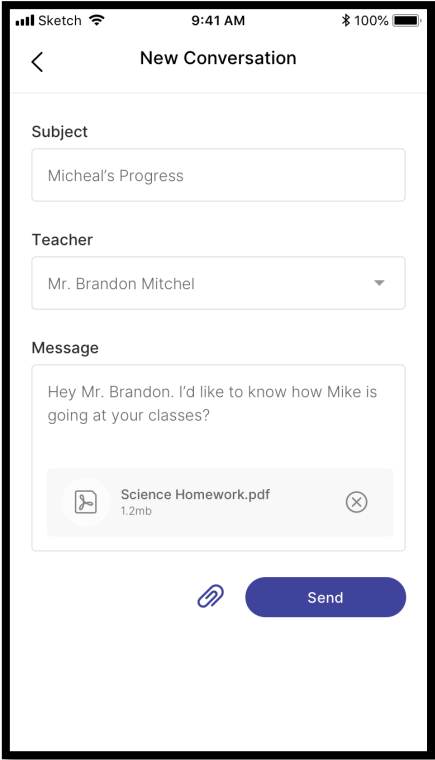 Sketch 9:41 AM 100%
New Conversation
Subject
Micheal's Progress
Teacher
Mr. Brandon Mitchel
Message
Hey Mr. Brandon. I'd like to know how Mike is
going at your classes?
Science Homework.pdf
1.2mb
Send